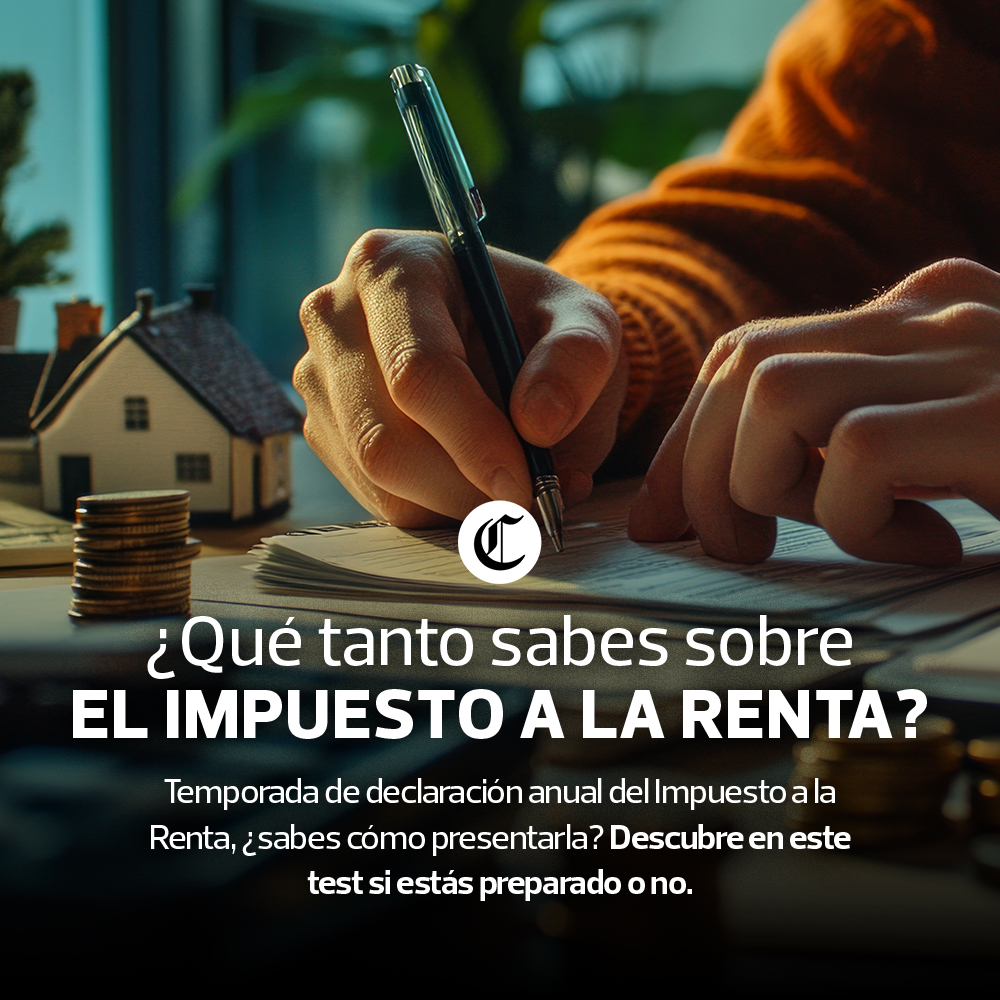 C
¿Qué tanto sabes sobre
EL IMPUESTO A LA RENTA?
Temporada de declaración anual del Impuesto a la
Renta, ¿sabes cómo presentarla? Descubre en este
test si estás preparado o no.